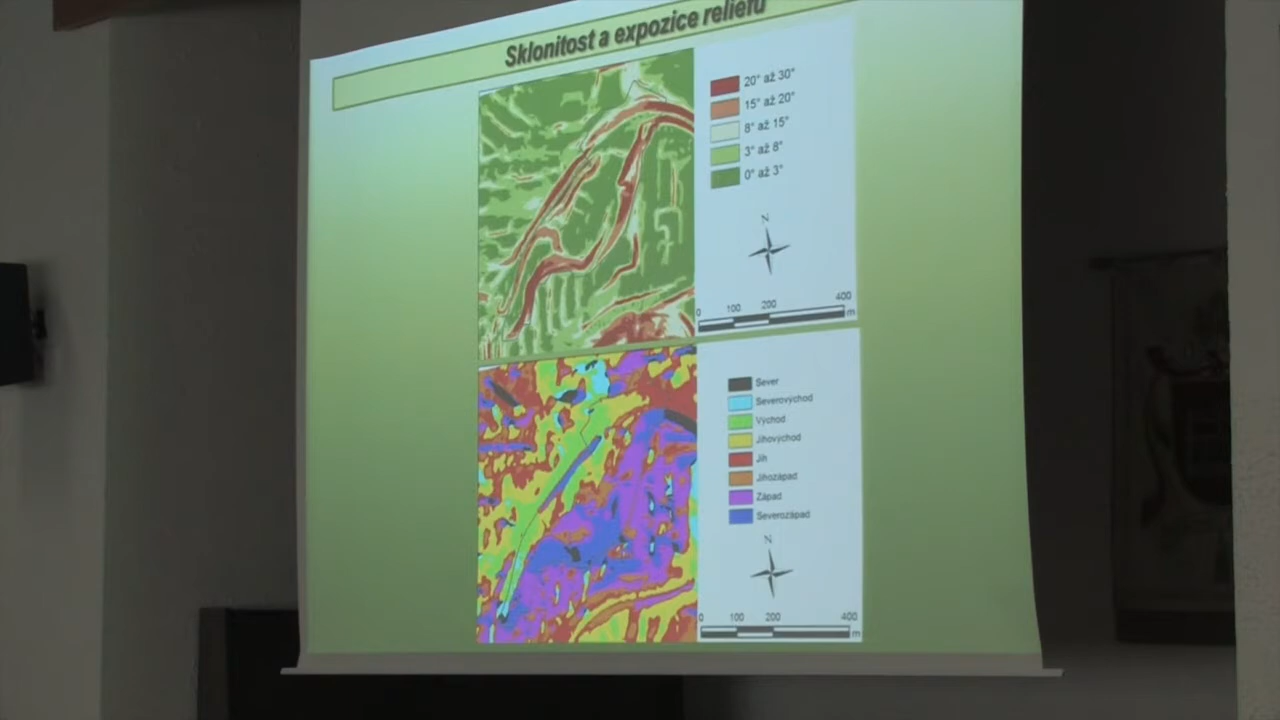 Sklonitost a expozice reliéfu
20° až 30°
15° až 20°
8° až 15°
3° až 8°
0° až 3°
N
0 100 200 400
m
Sever
Severovýchod
Východ
Jihovýchod
Jih
Jihozápad
Západ
Severozápad
N
0 100 200 400
m